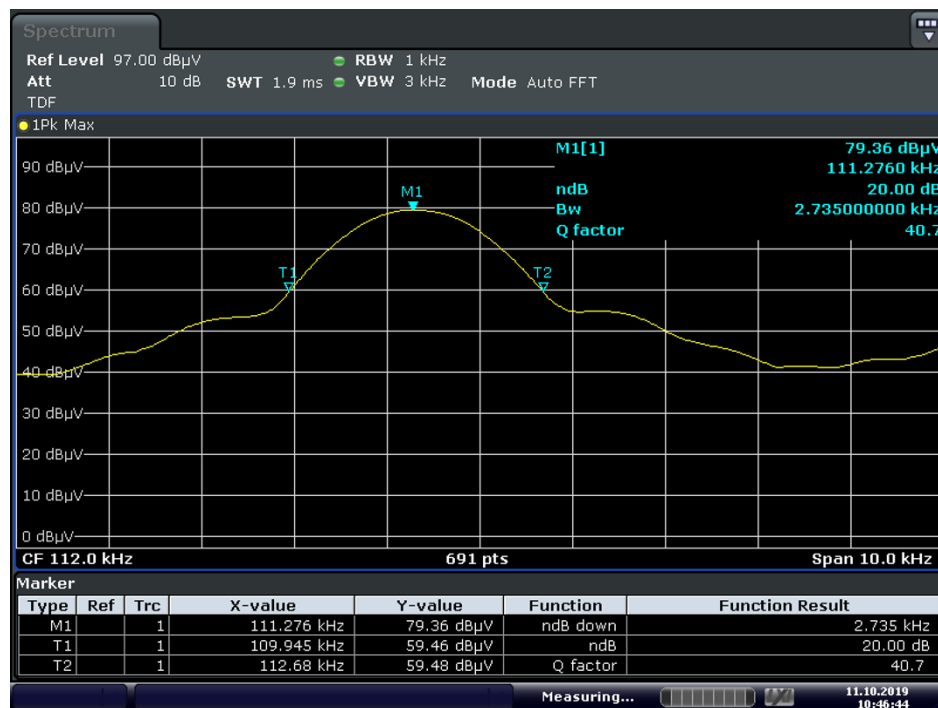 Spectrum
Ref Level 97.00 dBµV RBW 1 kHz
Att 10 dB SWT 1.9 ms VBW 3 kHz Mode Auto FFT
TDF
1Pk Max
M1[1] 79.36 dBµV
111.2760 kHz
ndB 20.00 dB
Bw 2.735000000 kHz
Q factor 40.7
90 dBµV
M1
80 dBµV
70 dBµV
T1 T2
60 dBµV
50 dBµV
40 dBµV
30 dBµV
20 dBµV
10 dBµV
0 dBµV
CF 112.0 kHz 691 pts Span 10.0 kHz
Marker
Type Ref Trc X-value Y-value Function Function Result
M1 1 111.276 kHz 79.36 dBµV ndB down 2.735 kHz
T1 1 109.945 kHz 59.46 dBµV ndB 20.00 dB
T2 1 112.68 kHz 59.48 dBµV Q factor 40.7
Measuring... 11.10.2019
10:46:44